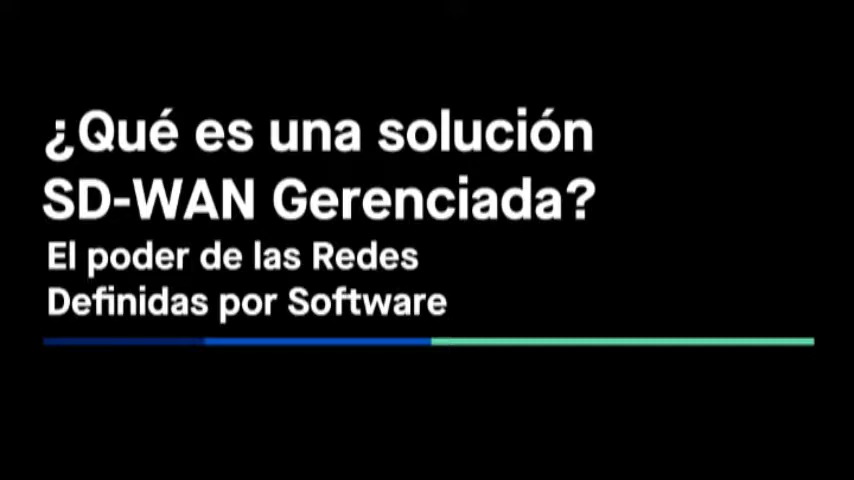 ¿Qué es una solución
SD-WAN Gerenciada?
El poder de las Redes
Definidas por Software